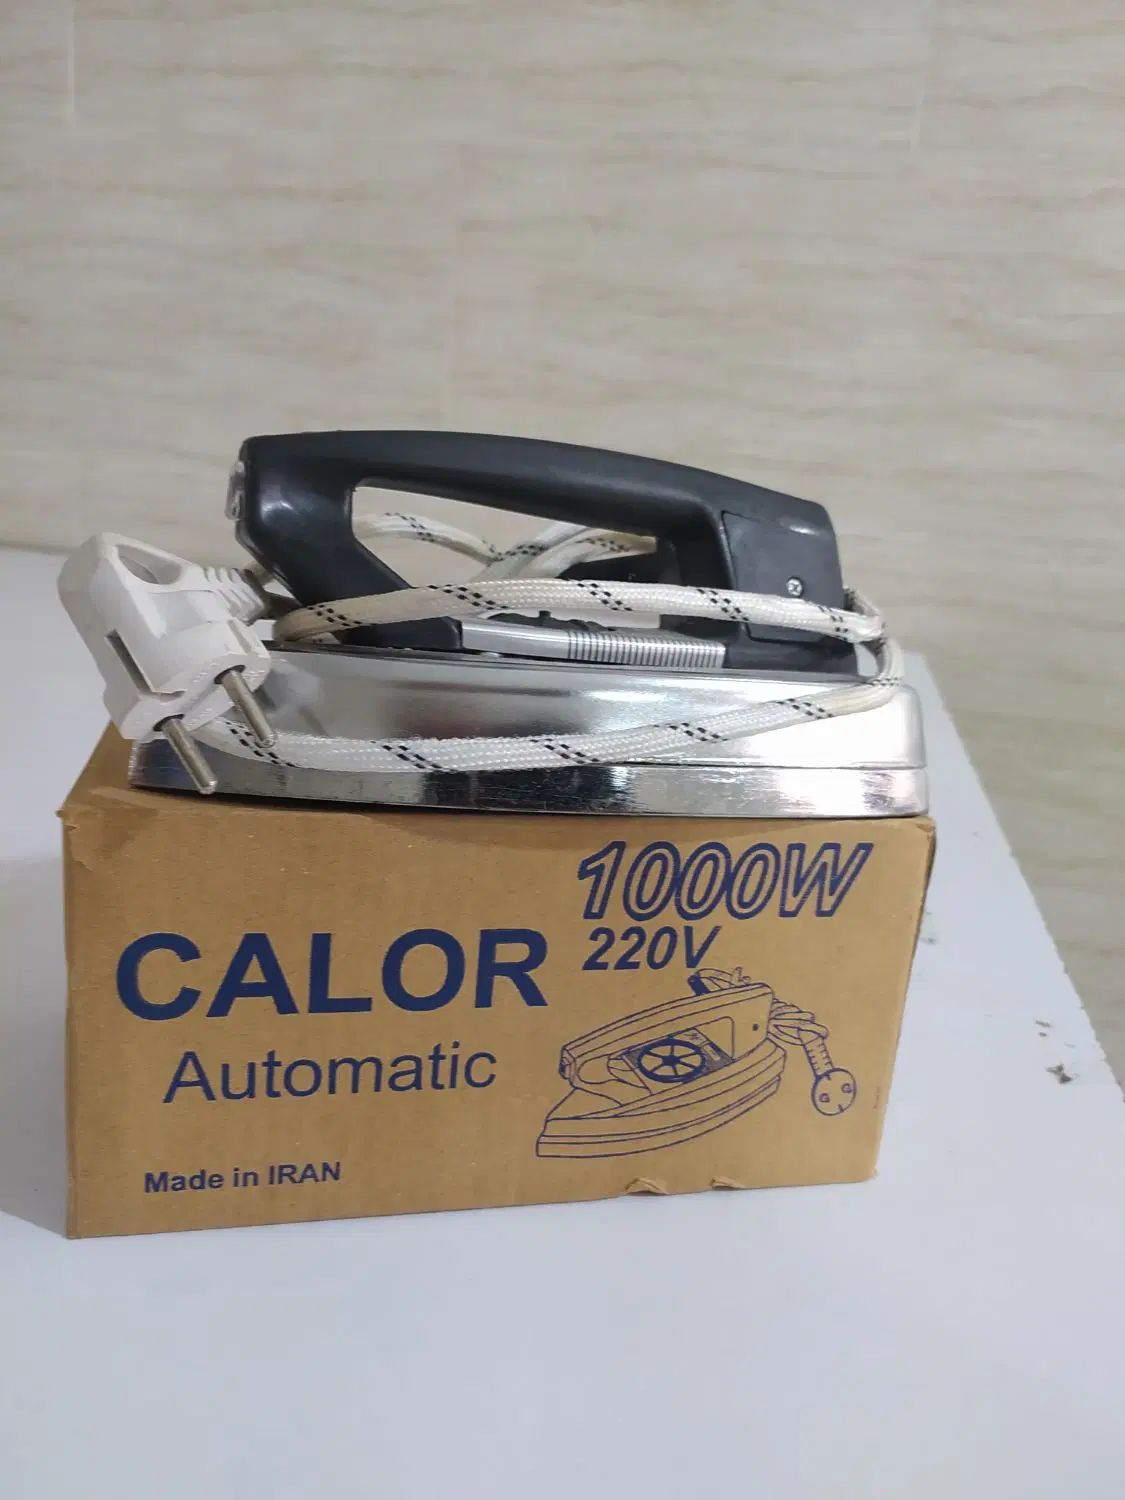 1000W
220V
CALOR
Automatic
Made in IRAN